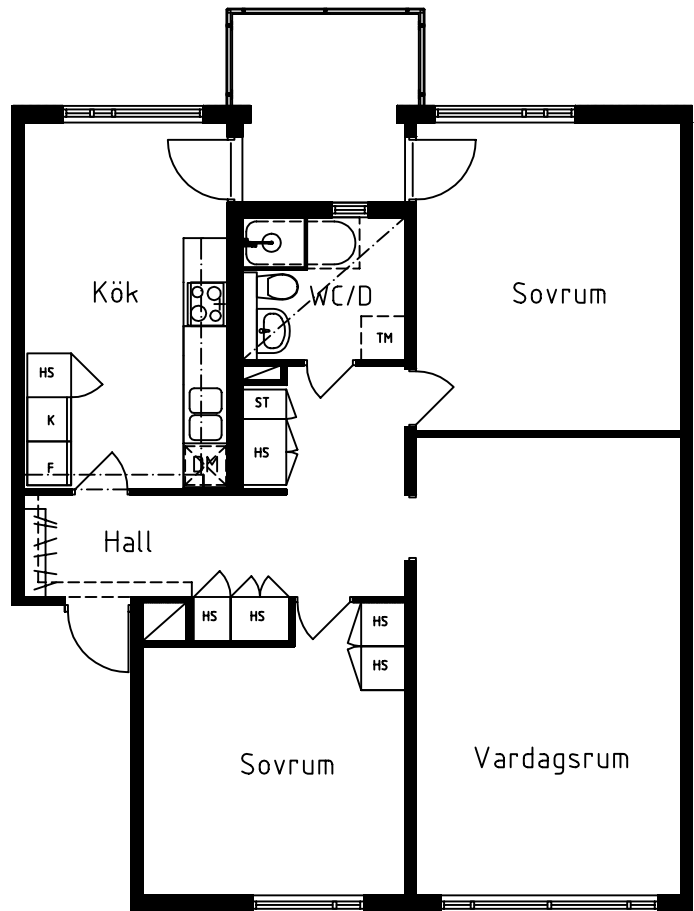 Kök
WC/D
Sovrum
TM
HS
ST
K
HS
F
DM
Hall
HS
HS
HS
HS
Sovrum
Vardagsrum